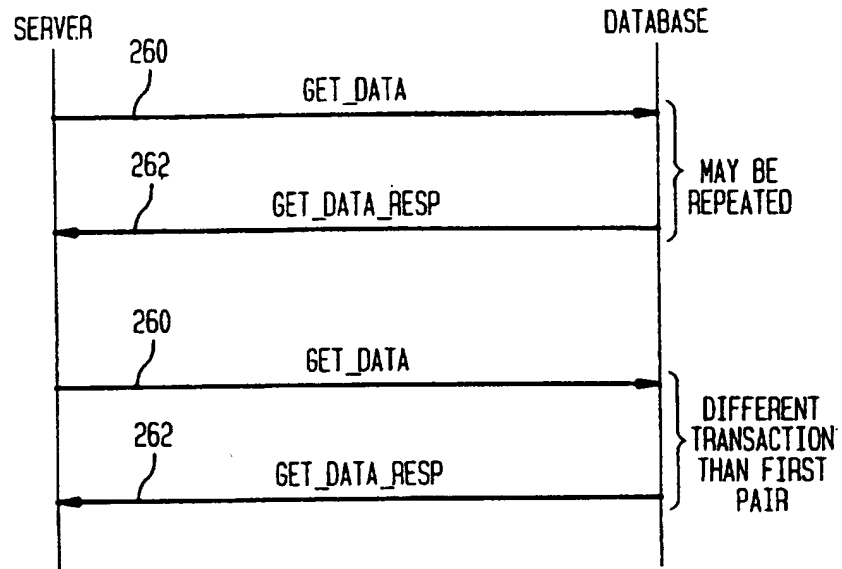 SERVER
DATABASE
260
GET_DATA
262
GET_DATA_RESP
MAY BE
REPEATED
260
GET_DATA
262
GET_DATA_RESP
DIFFERENT
TRANSACTION
THAN FIRST
PAIR